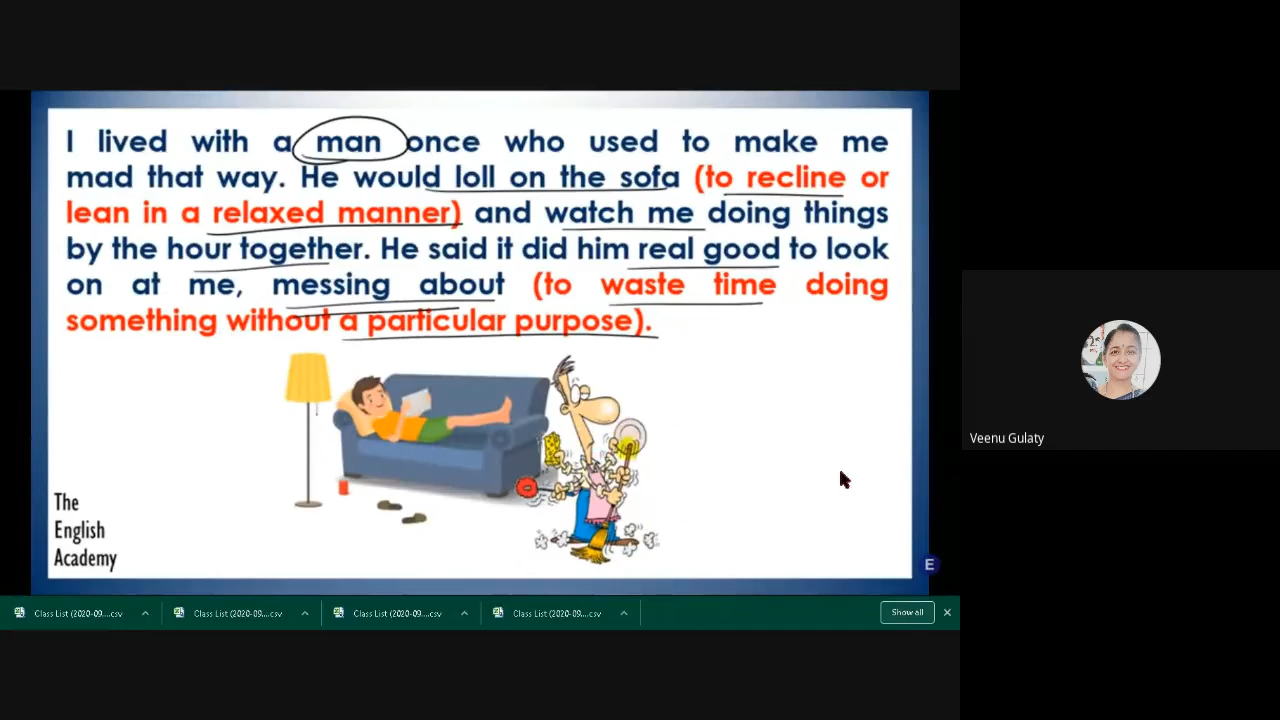 I lived with a man once who used to make me
mad that way. He would loll on the sofa (to recline or
lean in a relaxed manner) and watch me doing things
by the hour together. He said it did him real good to look
on at me, messing about (to waste time doing
something without a particular purpose).
The
English
Academy
E
Class List (2020-09....csv
Class List (2020-09....csv
Class List (2020-09....csv
Class List (2020-09....csv
Show all
Veenu Gulaty